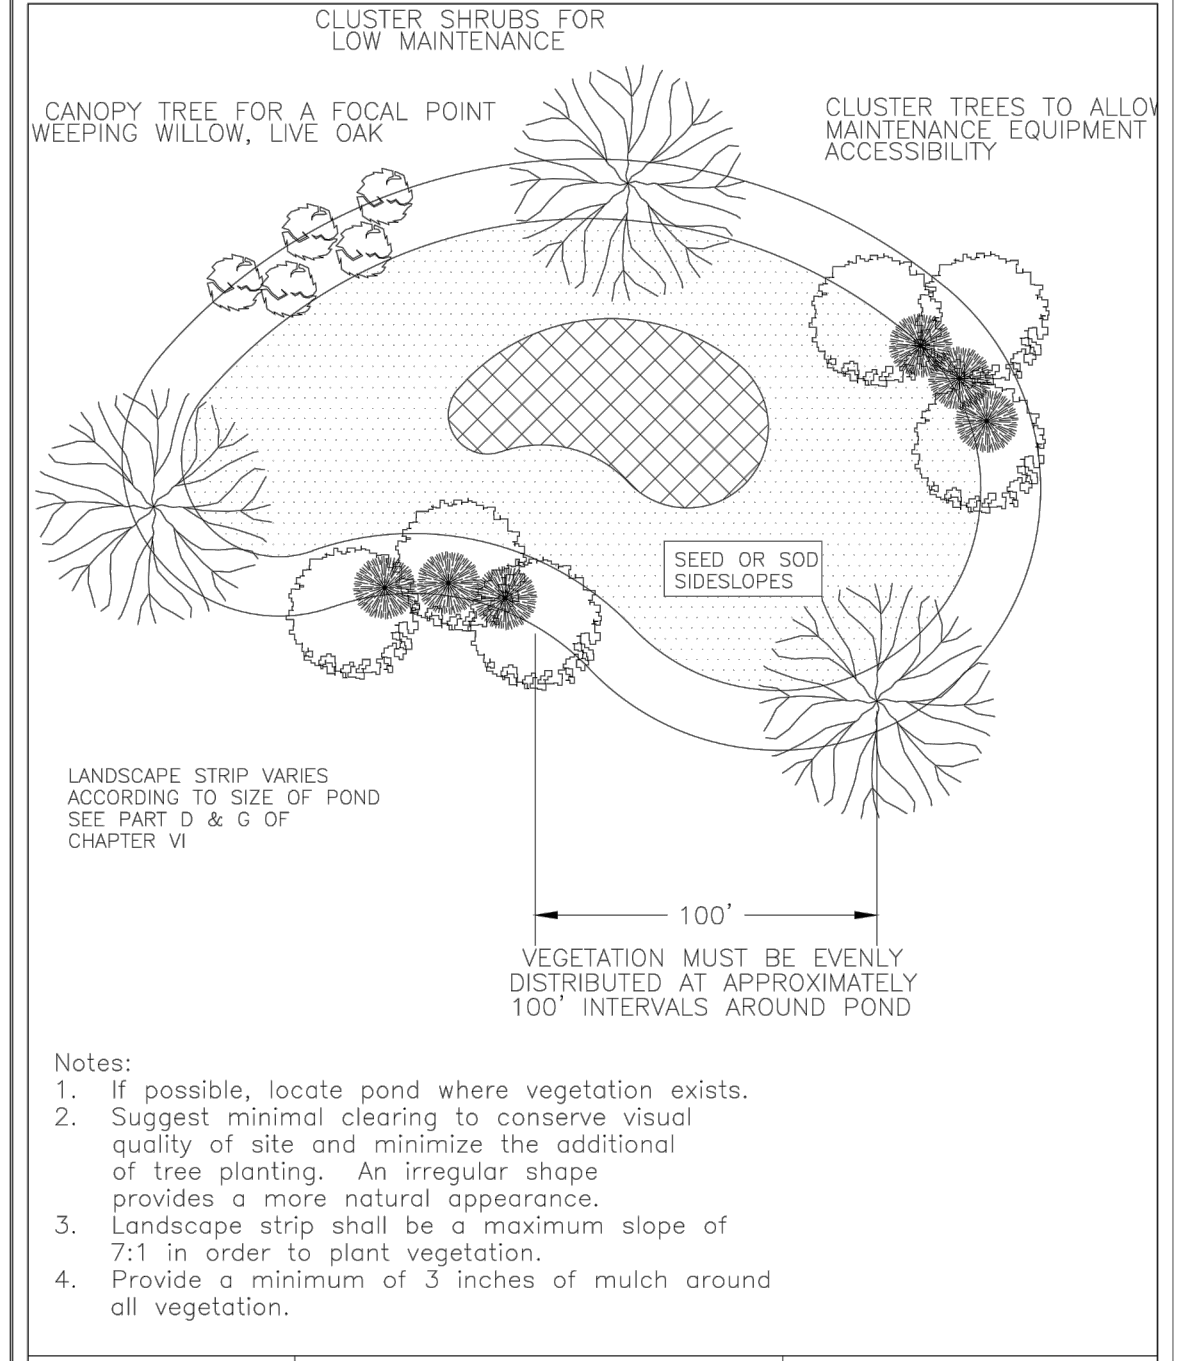 CLUSTER SHRUBS FOR
LOW MAINTENANCE
CANOPY TREE FOR A FOCAL POINT
WEEPING WILLOW, LIVE OAK
CLUSTER TREES TO ALLOW
MAINTENANCE EQUIPMENT
ACCESSIBILITY
SEED OR SOD
SIDESLOPES
LANDSCAPE STRIP VARIES
ACCORDING TO SIZE OF POND
SEE PART D & G OF
CHAPTER VI
100'
VEGETATION MUST BE EVENLY
DISTRIBUTED AT APPROXIMATELY
100' INTERVALS AROUND POND
Notes:
1. If possible, locate pond where vegetation exists.
2. Suggest minimal clearing to conserve visual
quality of site and minimize the additional
of tree planting. An irregular shape
provides a more natural appearance.
3. Landscape strip shall be a maximum slope of
7:1 in order to plant vegetation.
4. Provide a minimum of 3 inches of mulch around
all vegetation.